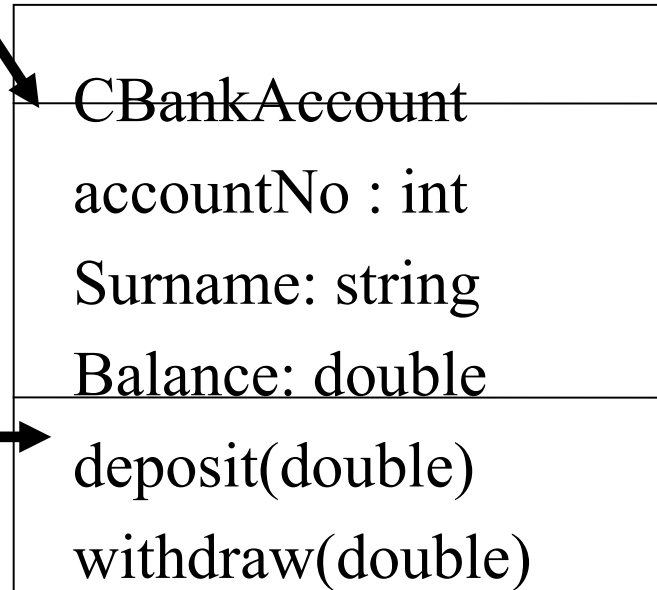 CBankAccount
accountNo : int
Surname: string
Balance: double
deposit(double)
withdraw(double)